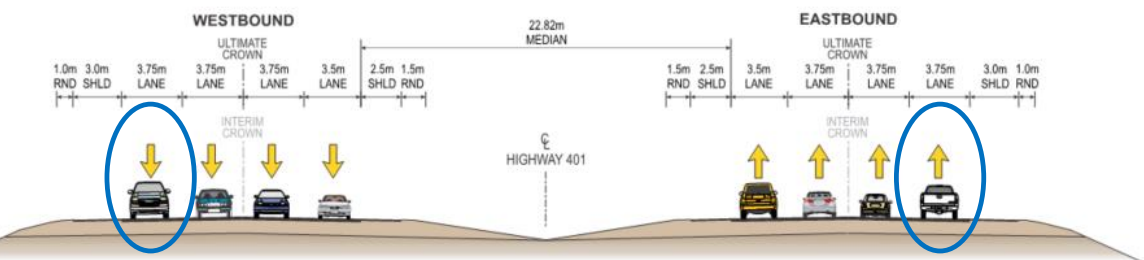 WESTBOUND
ULTIMATE
CROWN
1.0m 3.0m 3.75m 3.75m 3.75m 3.5m 2.5m 1.5m
RND SHLD LANE LANE LANE LANE SHLD RND
INTERIM
CROWN
22.82m
MEDIAN
℄
HIGHWAY 401
EASTBOUND
ULTIMATE
CROWN
1.5m 2.5m 3.5m 3.75m 3.75m 3.75m 3.0m 1.0m
RND SHLD LANE LANE LANE LANE SHLD RND
INTERIM
CROWN